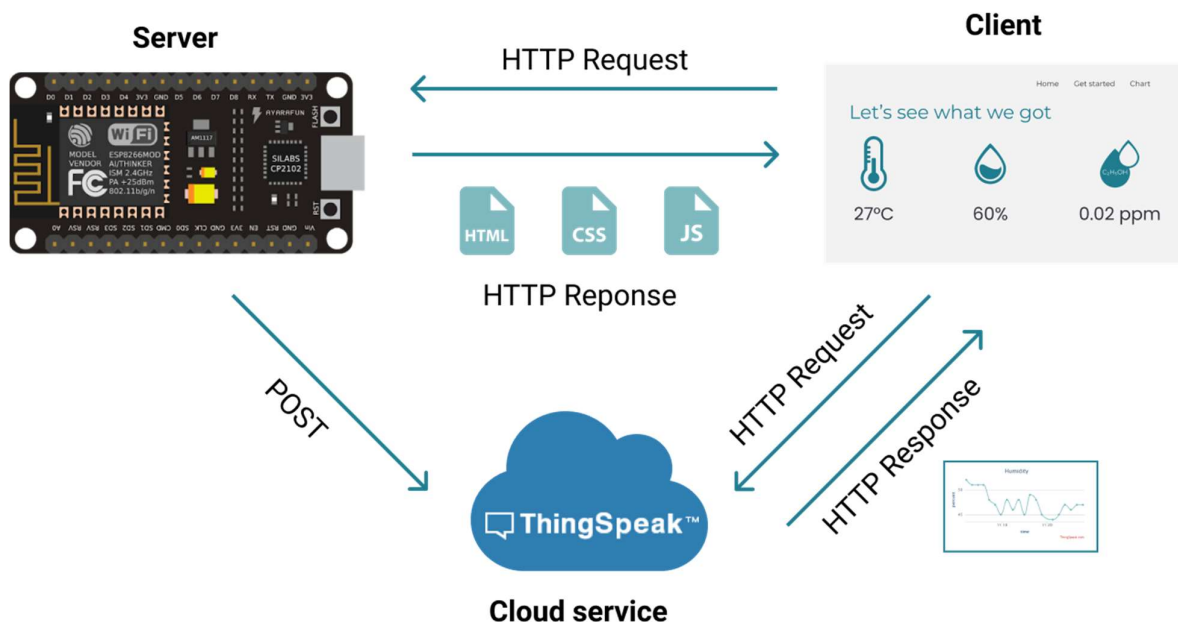 Server
Client
HTTP Request
D0 D1 D2 D3 D4 3V3 GND D5 D6 D7 D8 RX TX GND 3V3
AYARAFUN
FLASH
WiFi
AM1117
MODEL
VENDOR
ESP8266MOD
AI/THINKER
ISM 2.4GHz
PA +25dBm
802.11b/g/n
FC
SILABS
CP2102
RST
A0 RSV RSV SD3 SD2 SD1 CMD SD0 CLK GND 3V3 EN RST GND Vin
Home Get started Chart
Let's see what we got
C₂H₅OH
27ºC 60% 0.02 ppm
HTML CSS JS
HTTP Reponse
POST
HTTP Request
HTTP Response
ThingSpeak™
Cloud service
Humidity